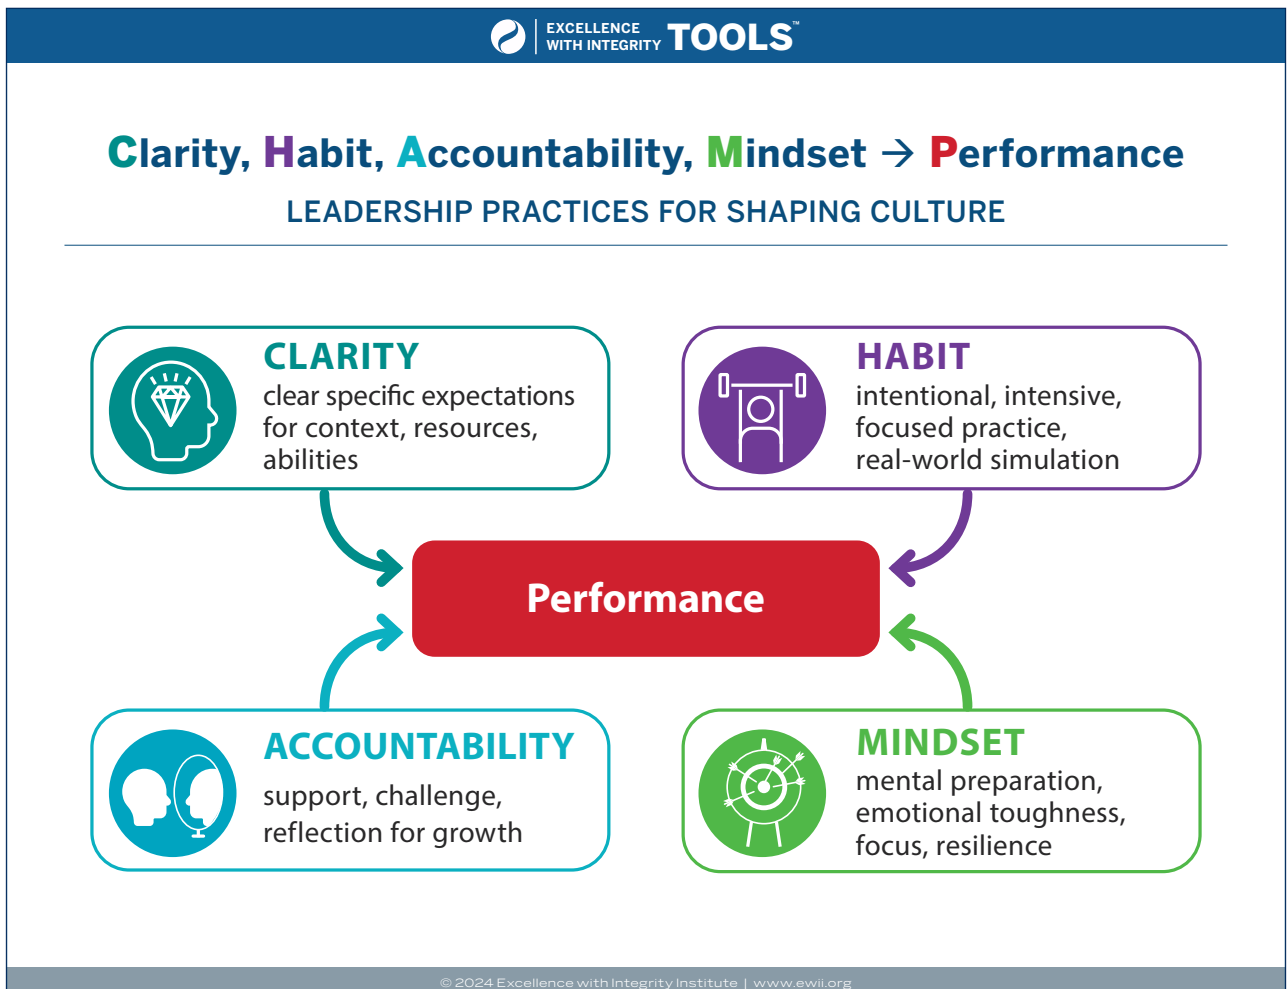 EXCELLENCE
WITH INTEGRITY TOOLS™
Clarity, Habit, Accountability, Mindset → Performance
LEADERSHIP PRACTICES FOR SHAPING CULTURE
CLARITY
clear specific expectations
for context, resources,
abilities
HABIT
intentional, intensive,
focused practice,
real-world simulation
Performance
ACCOUNTABILITY
support, challenge,
reflection for growth
MINDSET
mental preparation,
emotional toughness,
focus, resilience
© 2024 Excellence with Integrity Institute | www.ewii.org